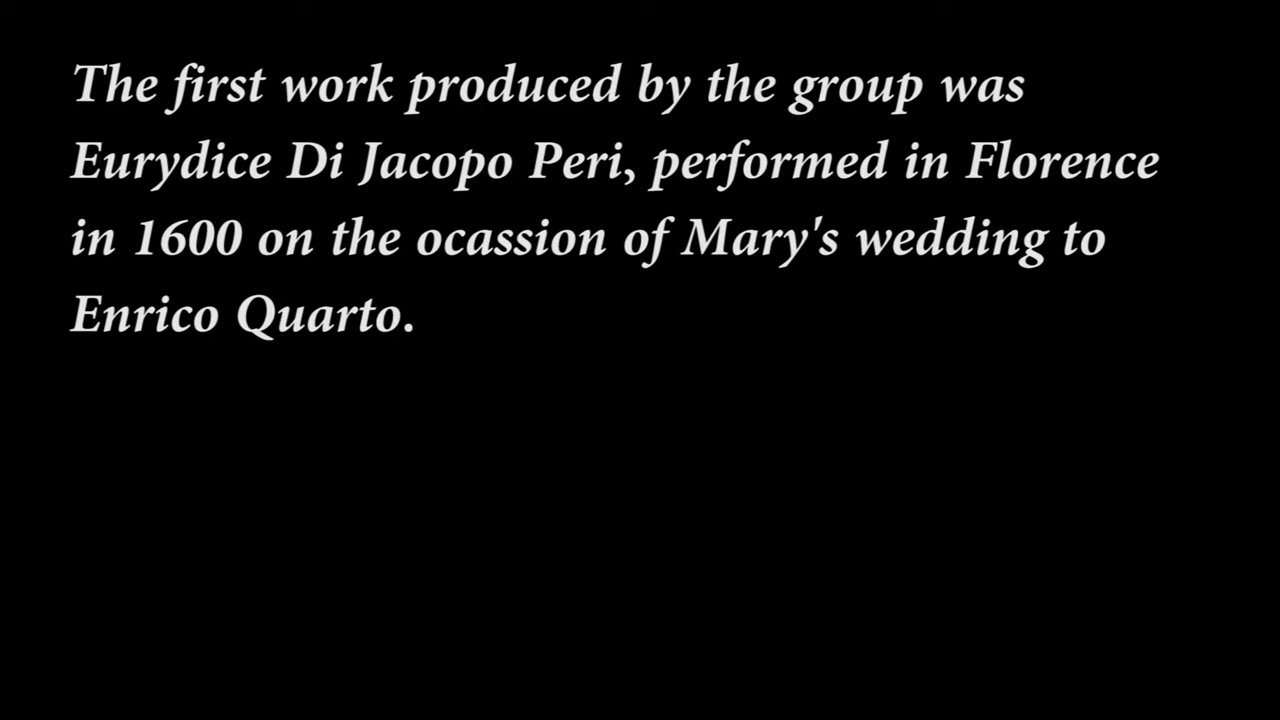 The first work produced by the group was
Eurydice Di Jacopo Peri, performed in Florence
in 1600 on the ocassion of Mary's wedding to
Enrico Quarto.